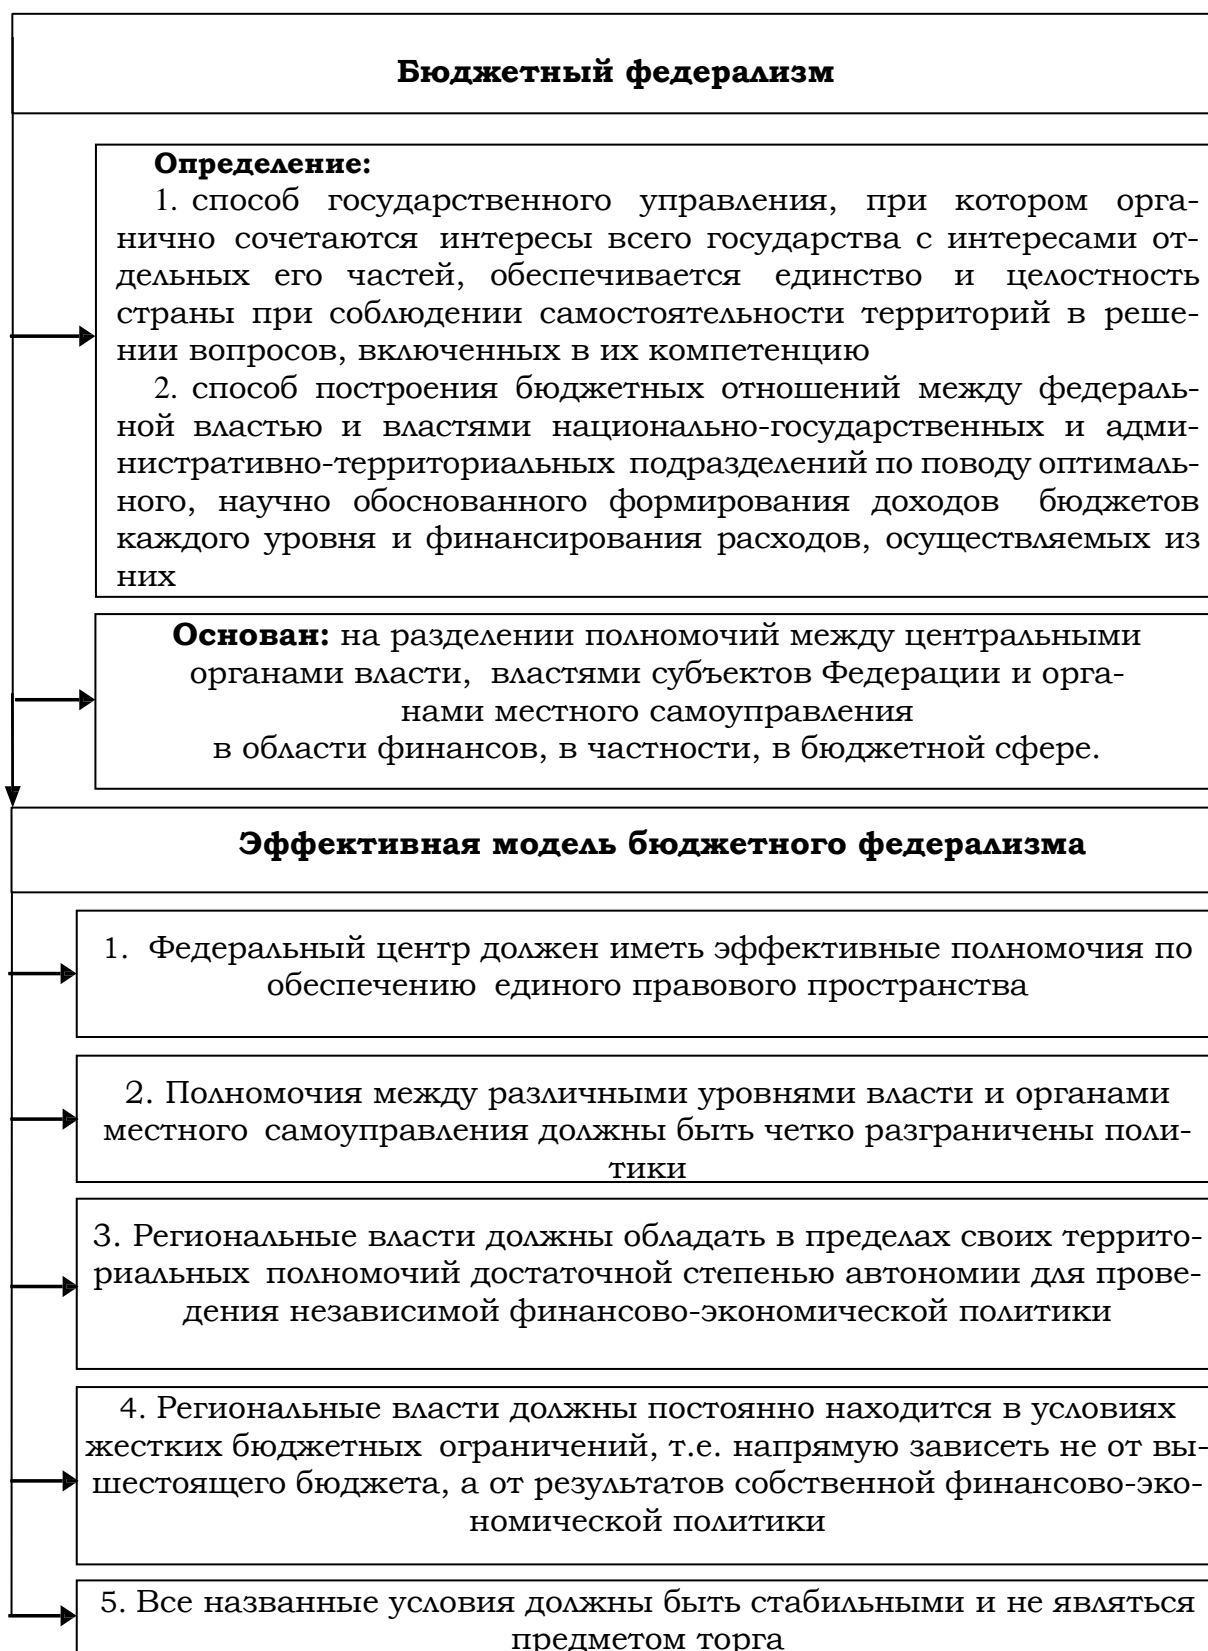 Бюджетный федерализм
Определение:
1. способ государственного управления, при котором орга-
нично сочетаются интересы всего государства с интересами от-
дельных его частей, обеспечивается единство и целостность
страны при соблюдении самостоятельности территорий в реше-
нии вопросов, включенных в их компетенцию
2. способ построения бюджетных отношений между федераль-
ной властью и властями национально-государственных и адми-
нистративно-территориальных подразделений по поводу оптималь-
ного, научно обоснованного формирования доходов бюджетов
каждого уровня и финансирования расходов, осуществляемых из
них
Основан: на разделении полномочий между центральными
органами власти, властями субъектов Федерации и орга-
нами местного самоуправления
в области финансов, в частности, в бюджетной сфере.
Эффективная модель бюджетного федерализма
1. Федеральный центр должен иметь эффективные полномочия по
обеспечению единого правового пространства
2. Полномочия между различными уровнями власти и органами
местного самоуправления должны быть четко разграничены поли-
тики
3. Региональные власти должны обладать в пределах своих террито-
риальных полномочий достаточной степенью автономии для прове-
дения независимой финансово-экономической политики
4. Региональные власти должны постоянно находится в условиях
жестких бюджетных ограничений, т.е. напрямую зависеть не от вы-
шестоящего бюджета, а от результатов собственной финансово-эко-
номической политики
5. Все названные условия должны быть стабильными и не являться
предметом торга